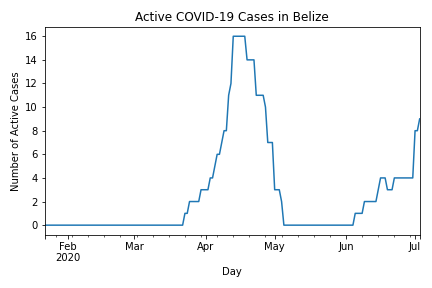 Active COVID-19 Cases in Belize
Number of Active Cases
16
14
12
10
8
6
4
2
0
Feb
2020
Mar
Apr
May
Jun
Jul
Day